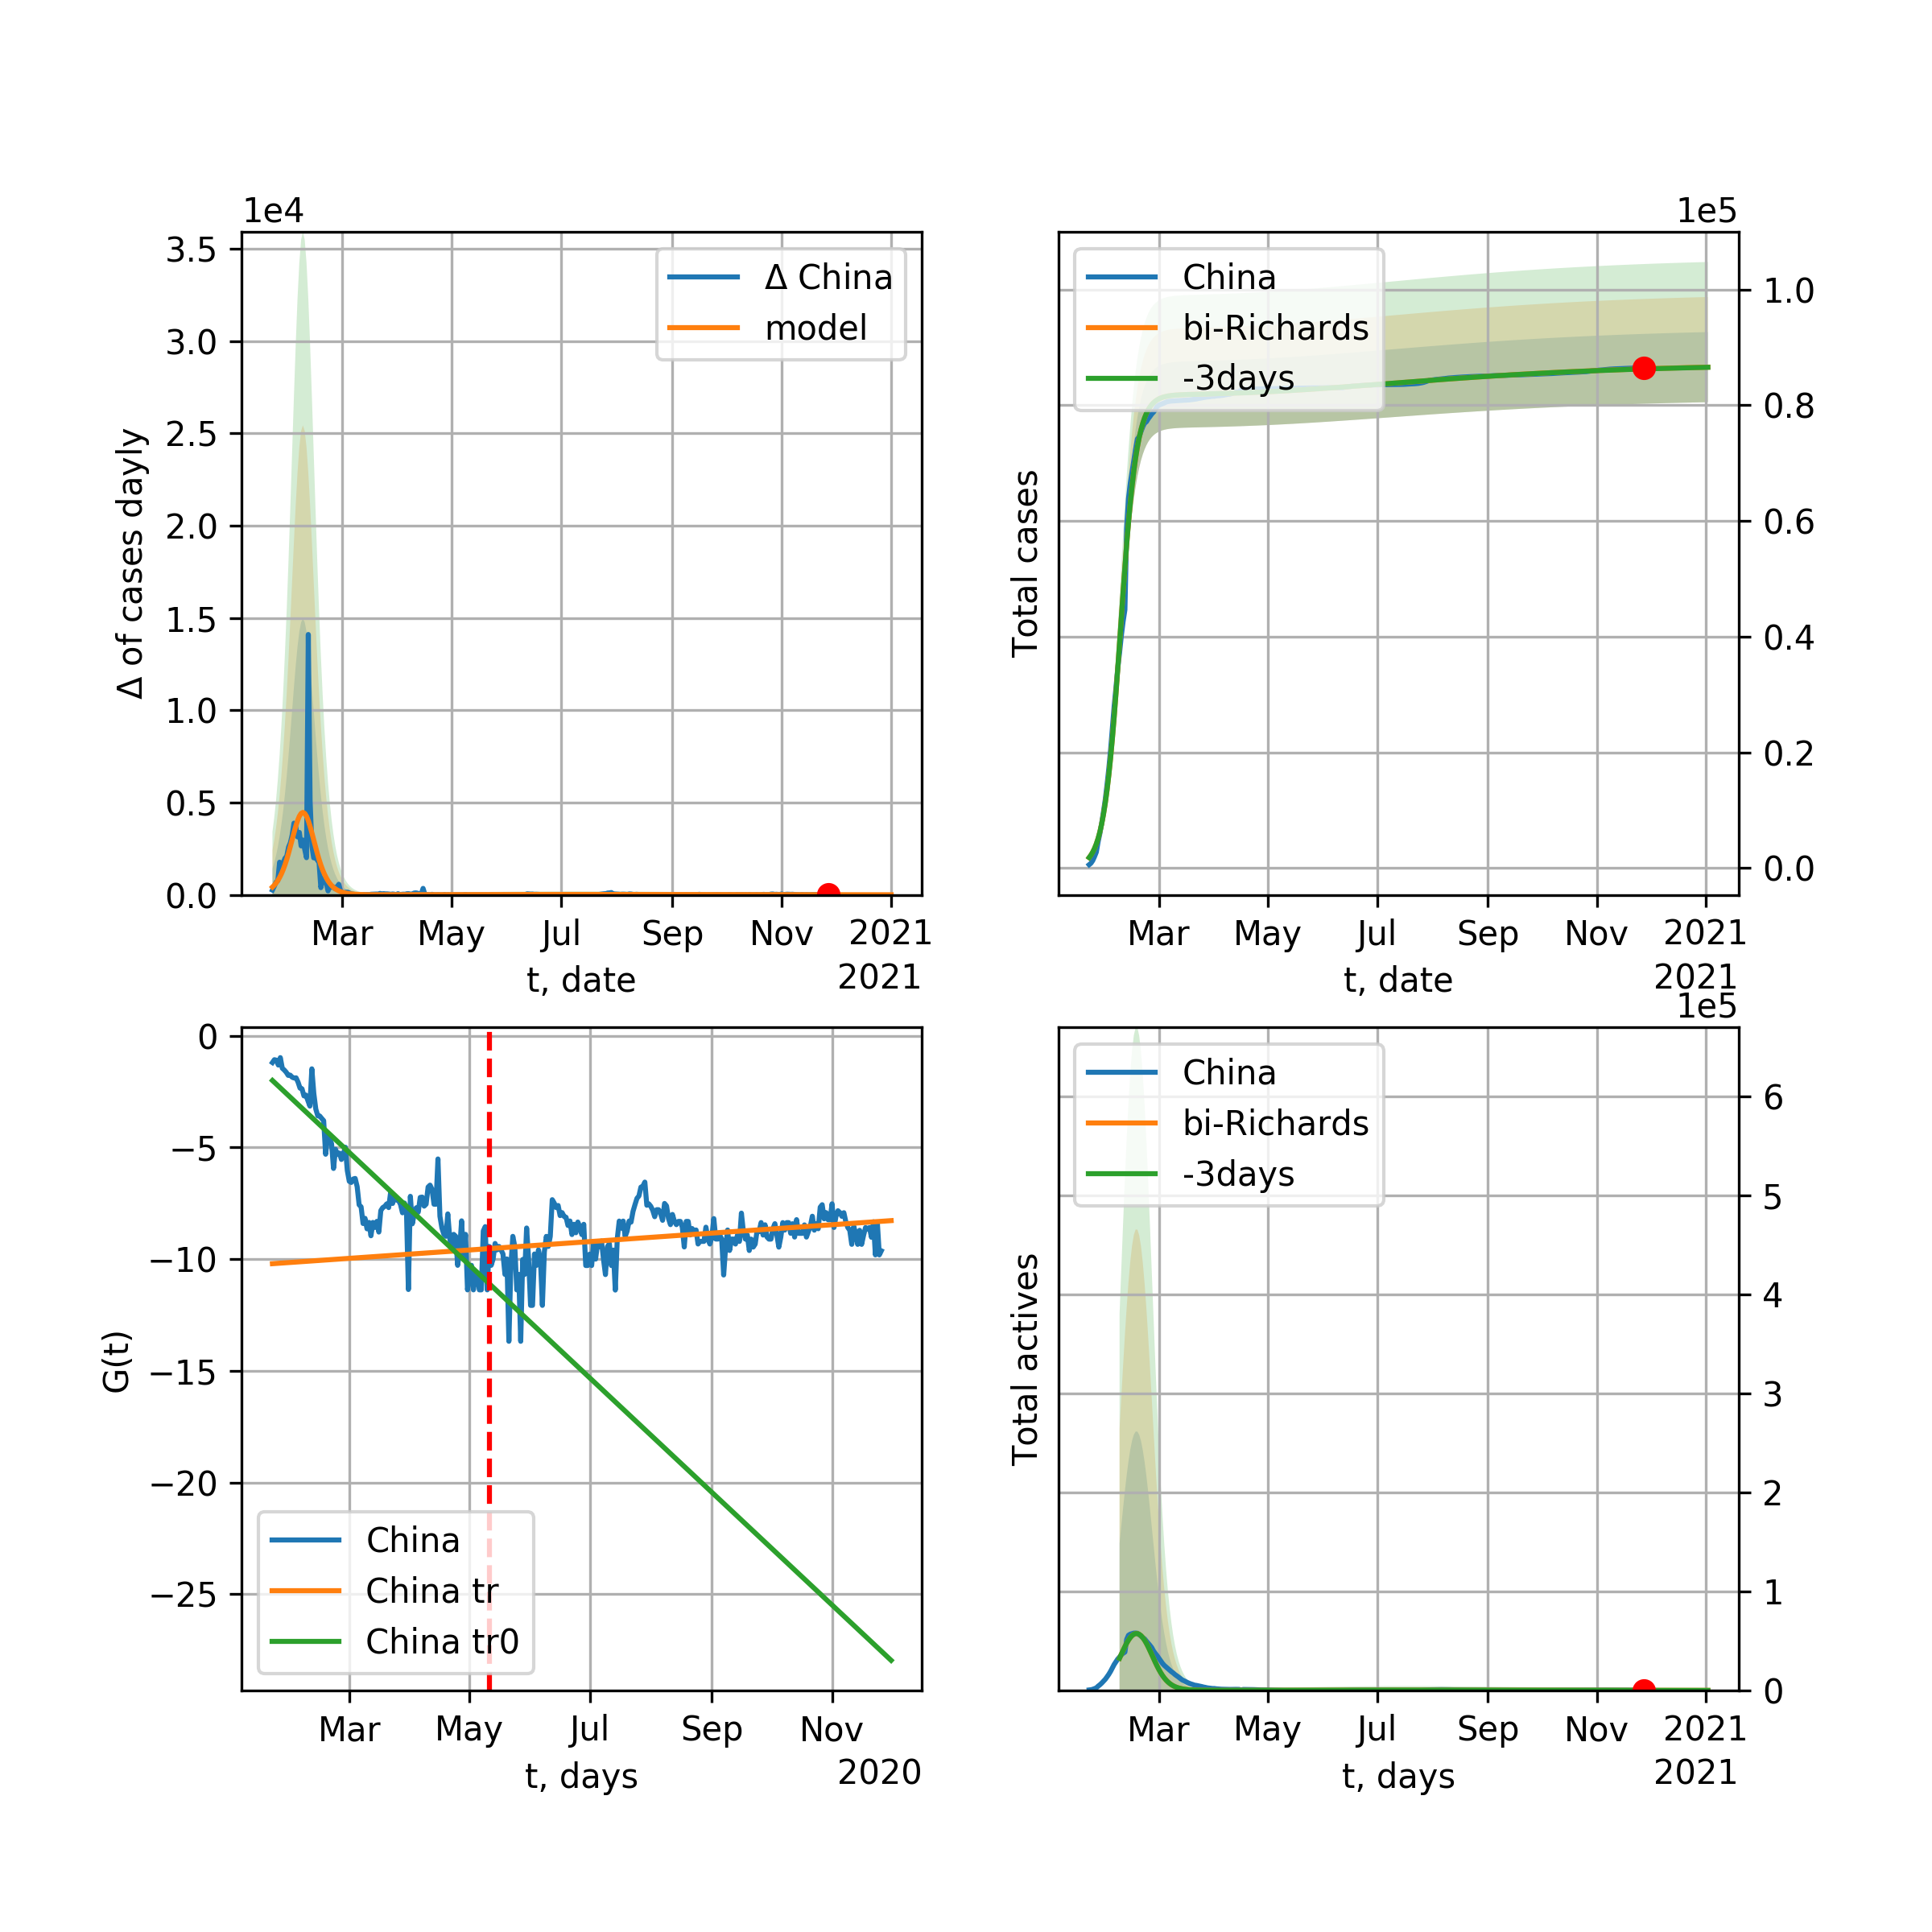 1e4
3.5
3.0
2.5
2.0
1.5
1.0
0.5
0.0
Δ of cases dayly
Δ China
model
Mar May Jul Sep Nov 2021
t, date
2021
1e5
China
bi-Richards
-3days
Total cases
1.0
0.8
0.6
0.4
0.2
0.0
Mar May Jul Sep Nov 2021
t, date
2021
0
−5
−10
−15
−20
−25
G(t)
China
China tr
China tr0
Mar May Jul Sep Nov
t, days
2020
1e5
China
bi-Richards
-3days
Total actives
6
5
4
3
2
1
0
Mar May Jul Sep Nov 2021
t, days
2021